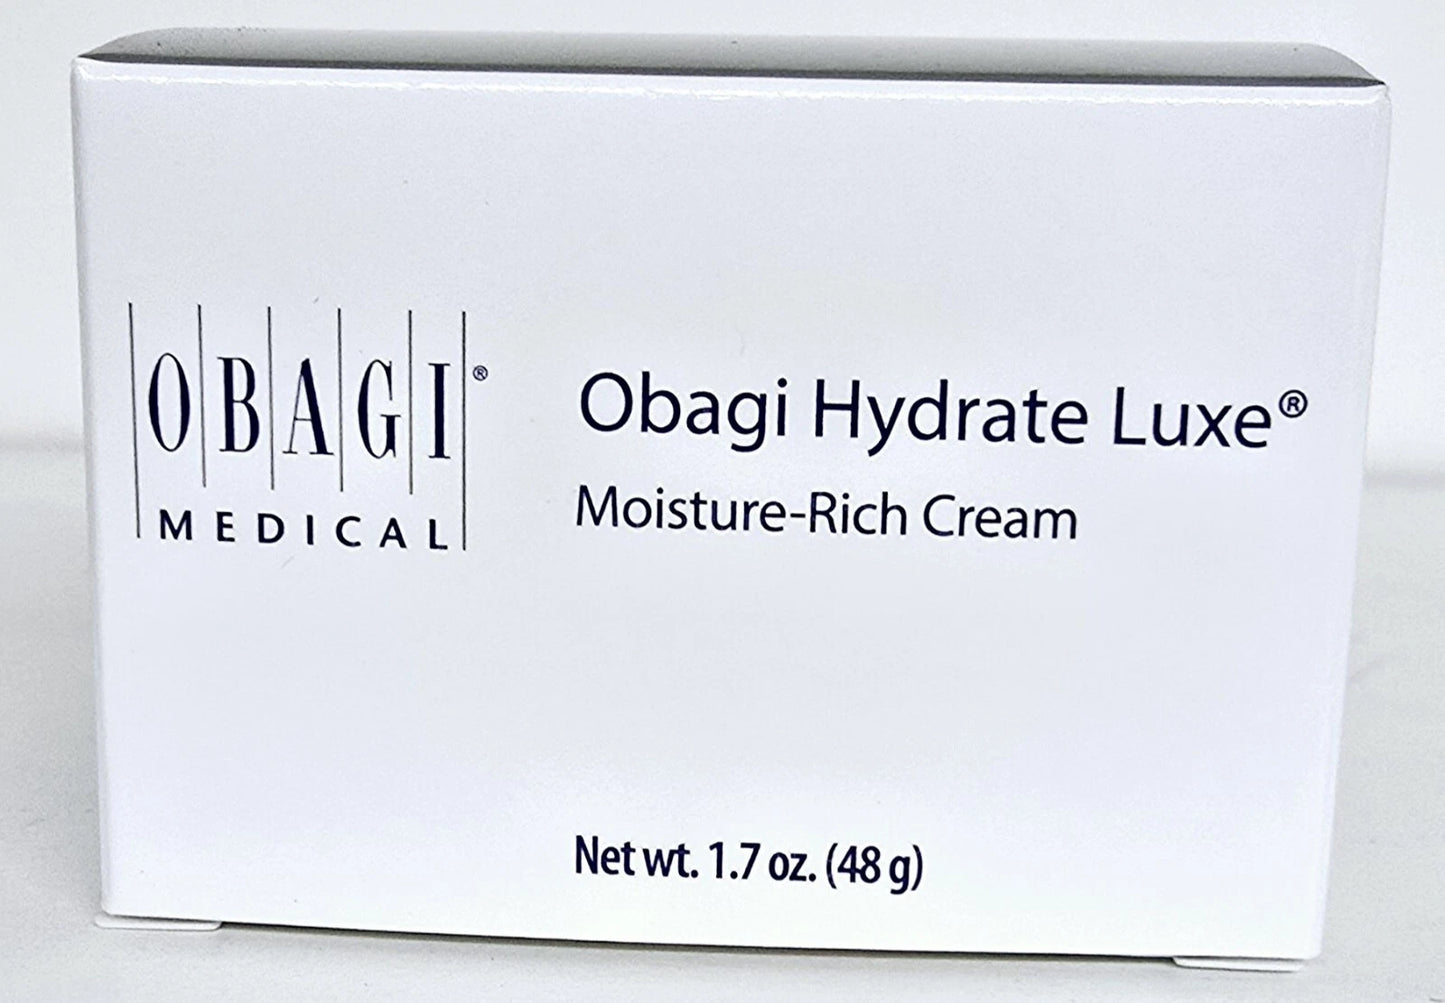 OBAGI®
MEDICAL
Obagi Hydrate Luxe®
Moisture-Rich Cream
Net wt. 1.7 oz. (48 g)